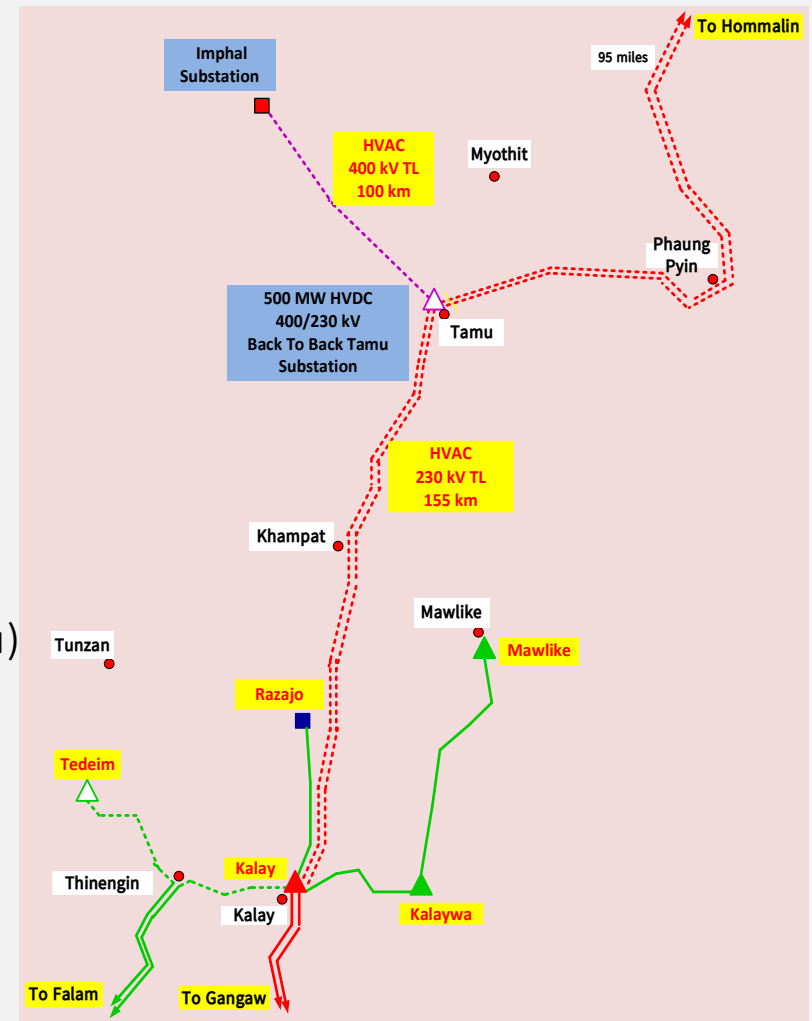 To Hommalin
95 miles
Imphal
Substation
HVAC
400 kV TL
100 km
Myothit
Phaung
Pyin
500 MW HVDC
400/230 kV
Back To Back Tamu
Substation
Tamu
HVAC
230 kV TL
155 km
Khampat
Mawlike
Mawlike
)
Tunzan
Razajo
Tedeim
Kalay
Thinengin
Kalay
Kalaywa
To Falam
To Gangaw